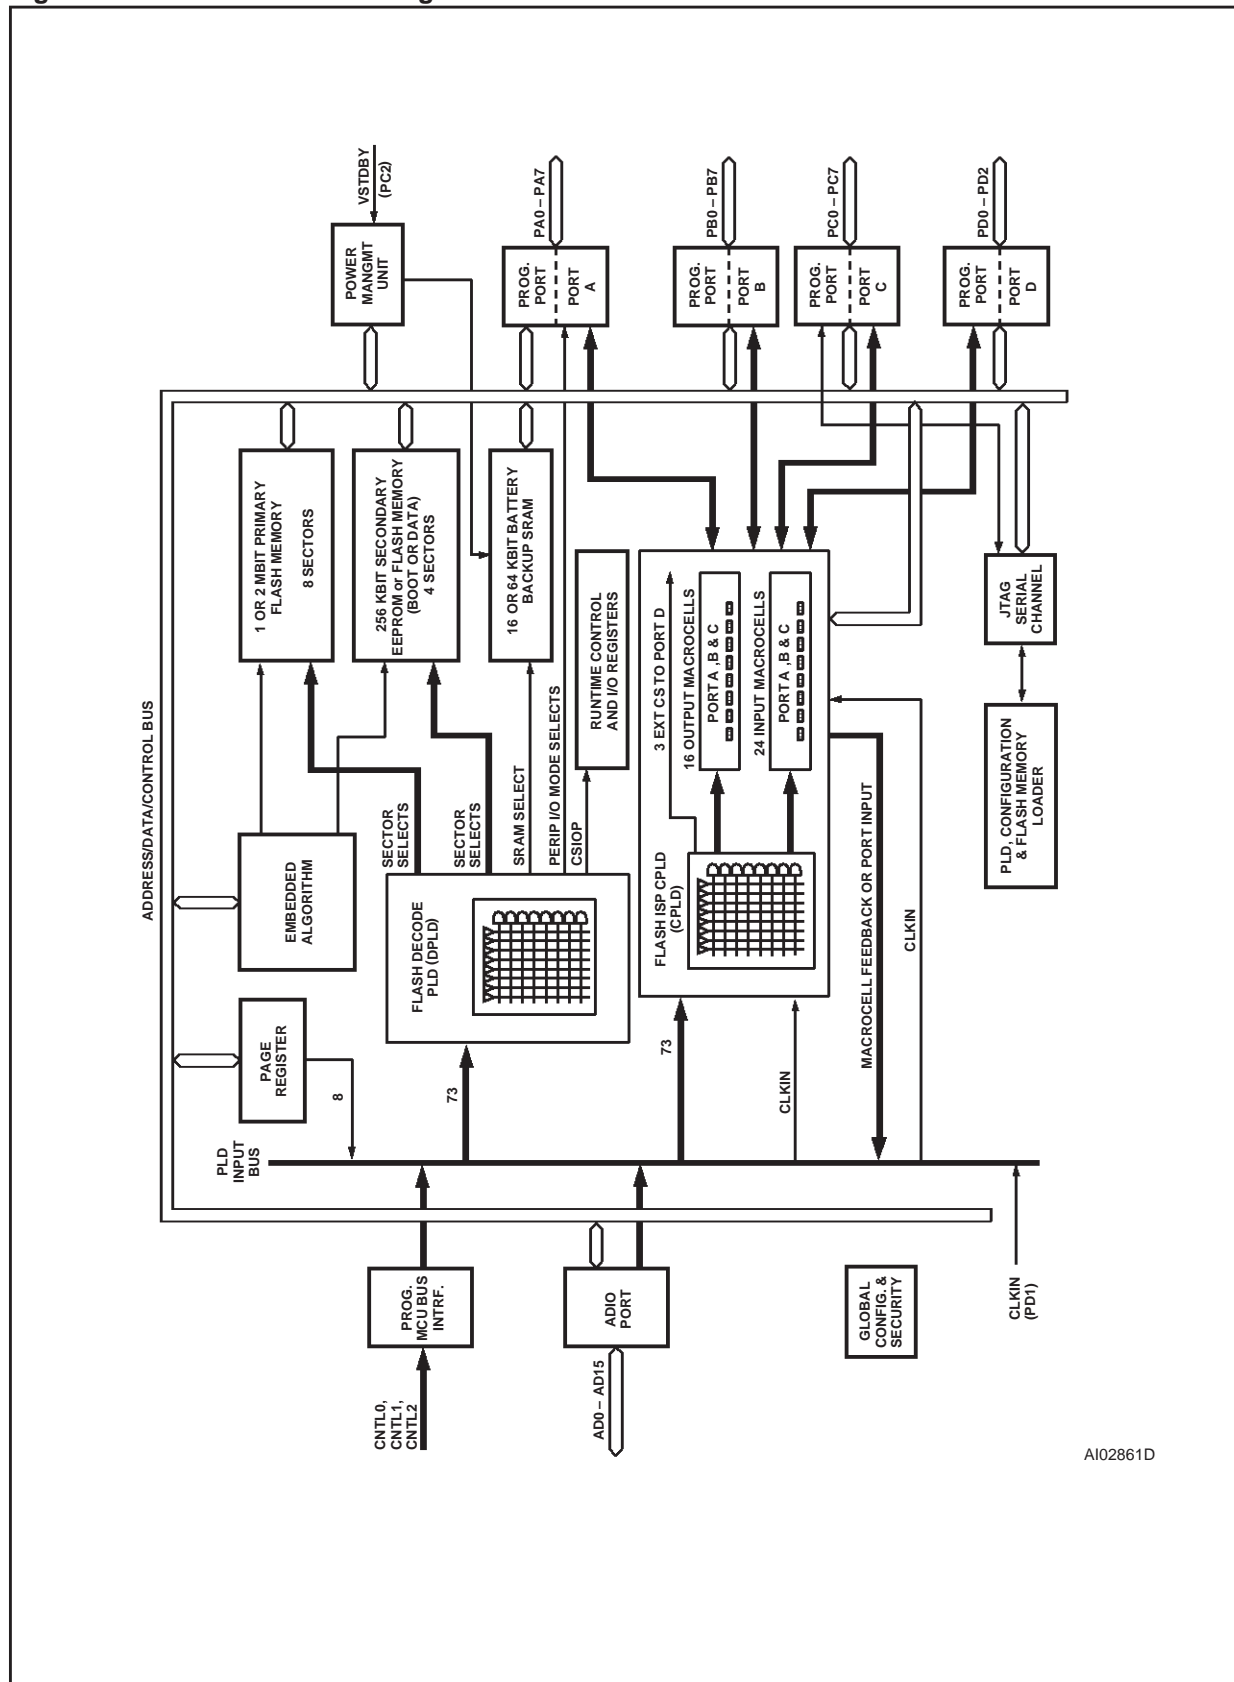 ADDRESS/DATA/CONTROL BUS
VSTDBY
(PC2)
POWER
MANGMT
UNIT
PA0 – PA7
PROG.
PORT
PORT
A
PB0 – PB7
PROG.
PORT
PORT
B
PC0 – PC7
PROG.
PORT
PORT
C
PD0 – PD2
PROG.
PORT
PORT
D
1 OR 2 MBIT PRIMARY
FLASH MEMORY
8 SECTORS
256 KBIT SECONDARY
EEPROM or FLASH MEMORY
(BOOT OR DATA)
4 SECTORS
16 OR 64 KBIT BATTERY
BACKUP SRAM
RUNTIME CONTROL
AND I/O REGISTERS
3 EXT CS TO PORT D
16 OUTPUT MACROCELLS
PORT A ,B & C
24 INPUT MACROCELLS
PORT A ,B & C
JTAG
SERIAL
CHANNEL
PLD, CONFIGURATION
& FLASH MEMORY
LOADER
EMBEDDED
ALGORITHM
SECTOR
SELECTS
SECTOR
SELECTS
SRAM SELECT
PERIP I/O MODE SELECTS
CSIOP
FLASH DECODE
PLD (DPLD)
FLASH ISP CPLD
(CPLD)
MACROCELL FEEDBACK OR PORT INPUT
CLKIN
PAGE
REGISTER
8
73
73
CLKIN
PLD
INPUT
BUS
PROG.
MCU BUS
INTRF.
ADIO
PORT
GLOBAL
CONFIG. &
SECURITY
CLKIN
(PD1)
CNTL0,
CNTL1,
CNTL2
AD0 – AD15
AI02861D